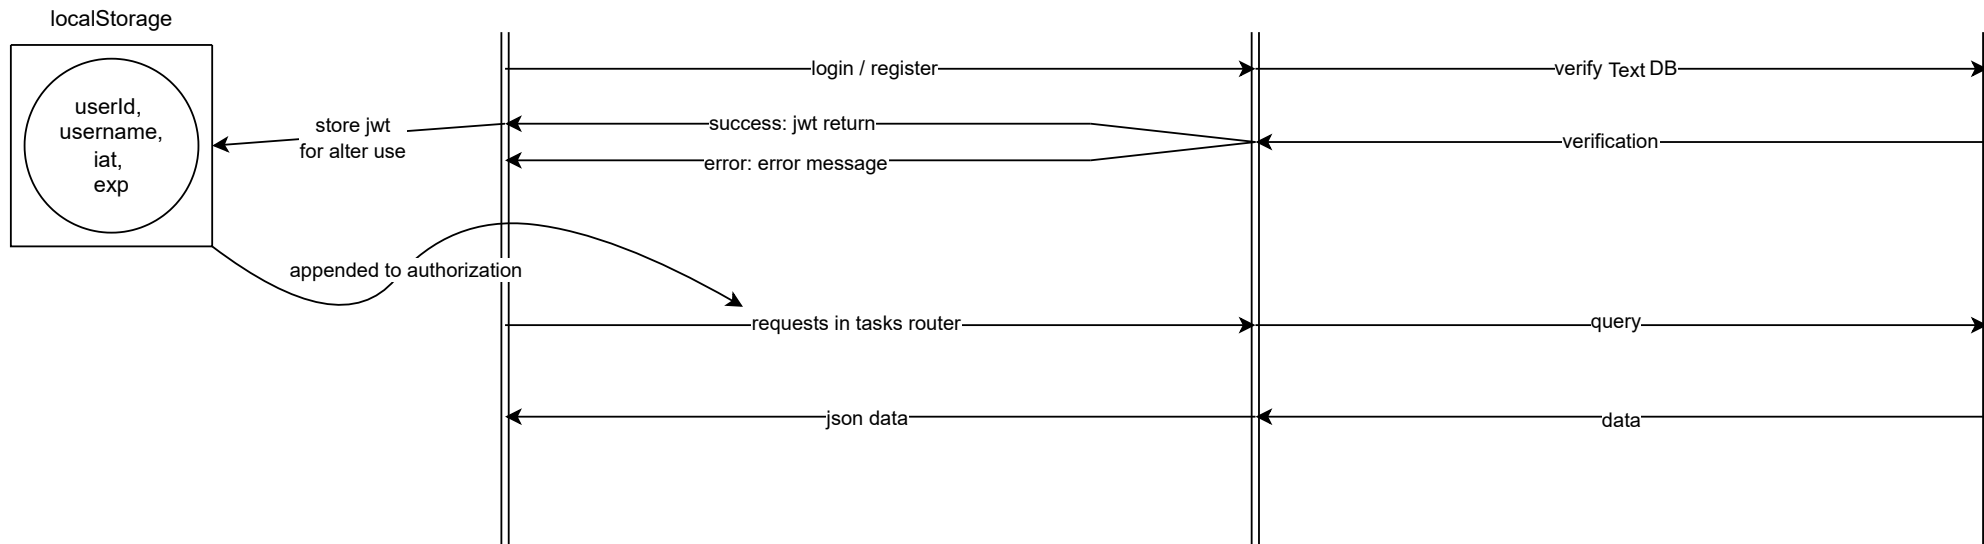 localStorage
userId,
username,
iat,
exp
store jwt
for alter use
login / register
verify Text DB
success: jwt return
error: error message
verification
appended to authorization
requests in tasks router
query
json data
data